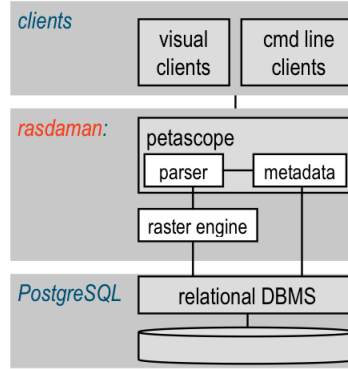 clients
visual
clients
cmd line
clients
rasdaman:
petascope
parser
metadata
raster engine
PostgreSQL
relational DBMS